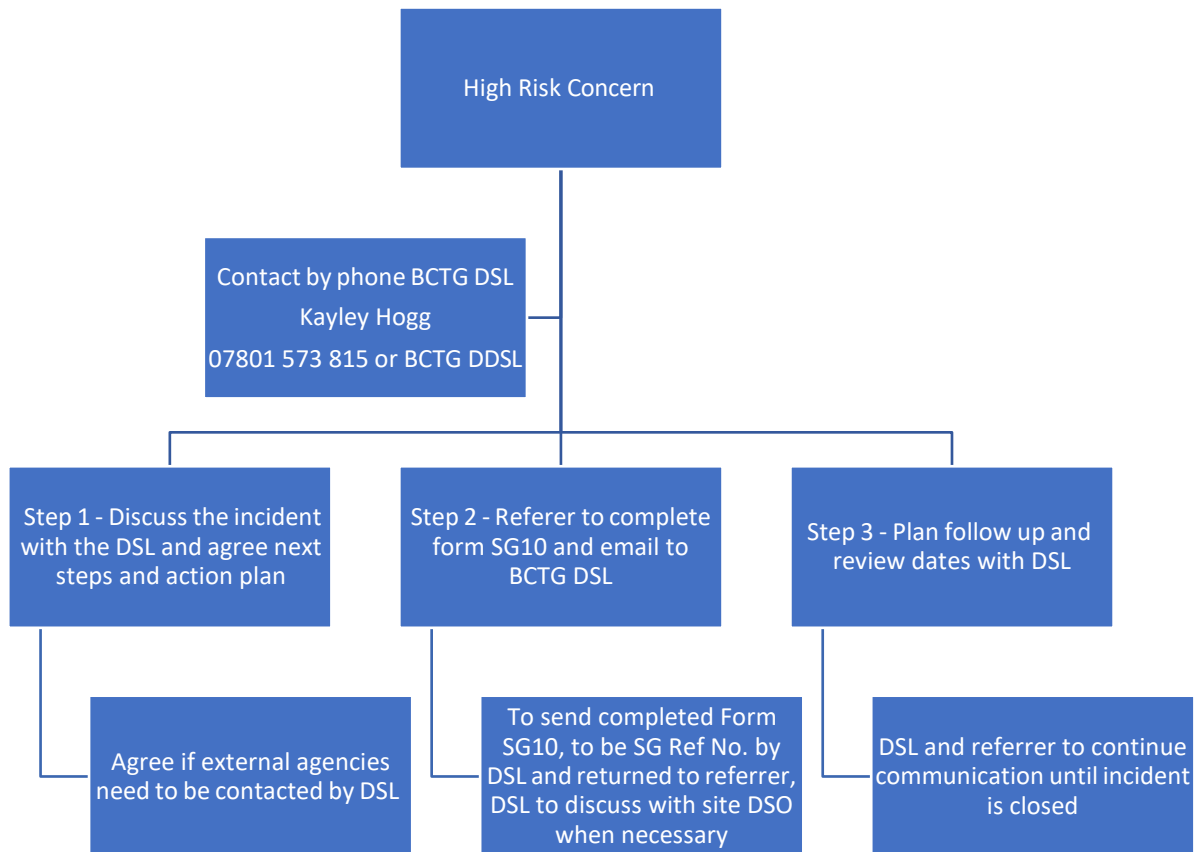 High Risk Concern
Contact by phone BCTG DSL
Kayley Hogg
07801 573 815 or BCTG DDSL
Step 1 - Discuss the incident
with the DSL and agree next
steps and action plan
Step 2 - Referer to complete
form SG10 and email to
BCTG DSL
Step 3 - Plan follow up and
review dates with DSL
Agree if external agencies
need to be contacted by DSL
To send completed Form
SG10, to be SG Ref No. by
DSL and returned to referrer,
DSL to discuss with site DSO
when necessary
DSL and referrer to continue
communication until incident
is closed